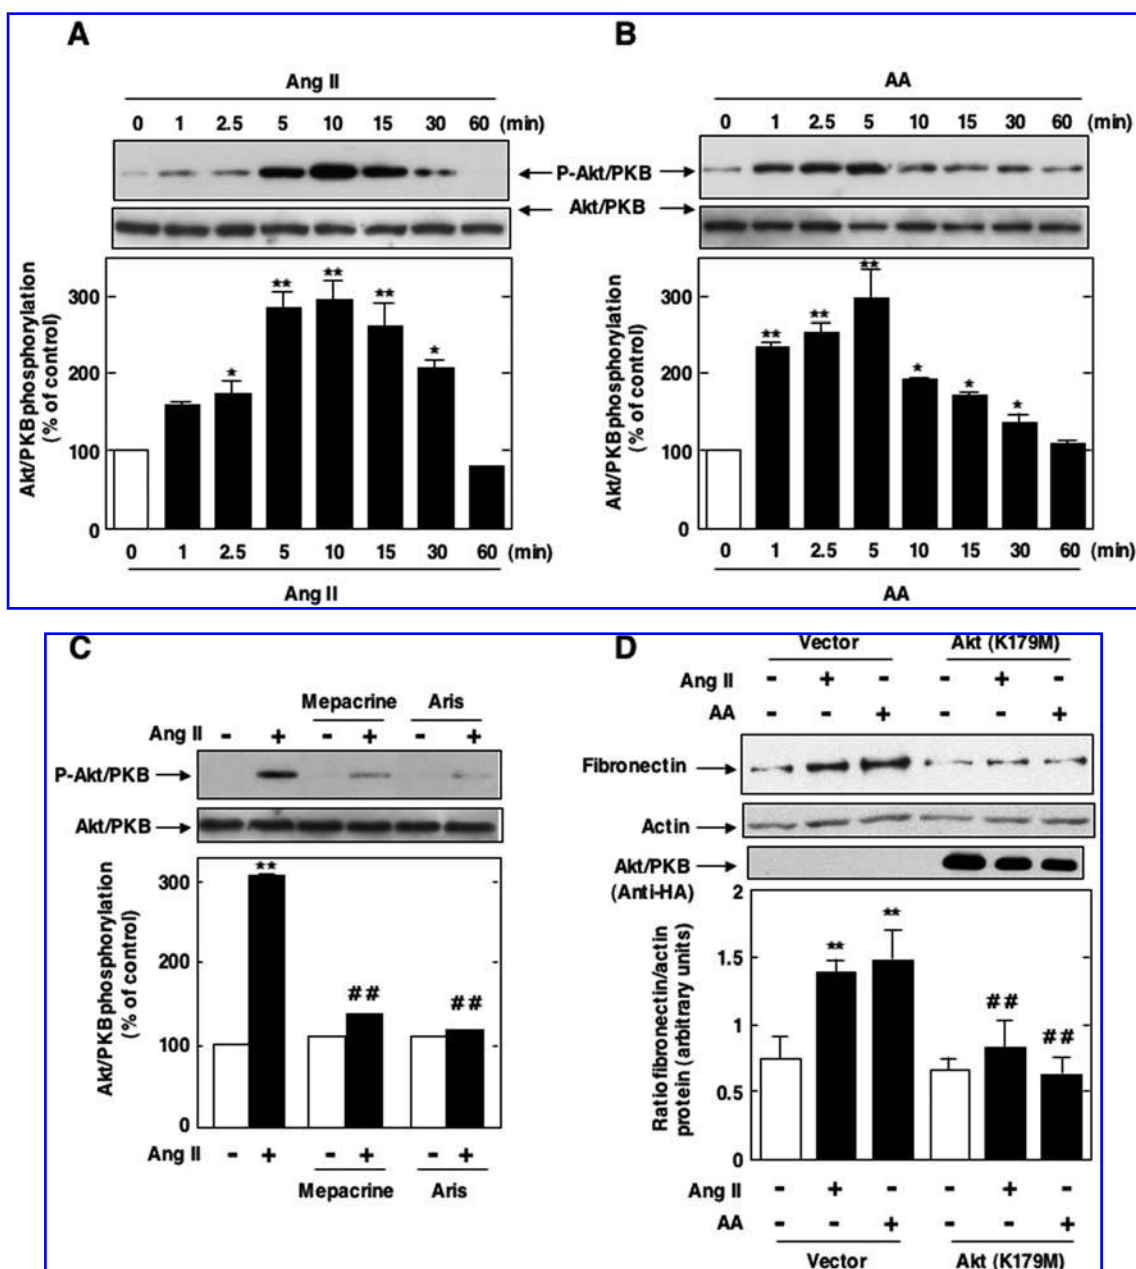 A
B
Ang II
AA
0 1 2.5 5 10 15 30 60 (min)
0 1 2.5 5 10 15 30 60 (min)
P-Akt/PKB
Akt/PKB
Akt/PKB phosphorylation
(% of control)
300
200
100
0
** ** ** * *
0 1 2.5 5 10 15 30 60 (min)
Ang II
Akt/PKB phosphorylation
(% of control)
300
200
100
0
** ** ** * * *
0 1 2.5 5 10 15 30 60 (min)
AA
C
Mepacrine Aris
Ang II - + - + - +
P-Akt/PKB
Akt/PKB
Akt/PKB phosphorylation
(% of control)
300
200
100
0
** ## ##
Ang II - + - + - +
Mepacrine Aris
D
Vector Akt (K179M)
Ang II - + - - + -
AA - - + - - +
Fibronectin
Actin
Akt/PKB
(Anti-HA)
Ratio fibronectin/actin
protein (arbitrary units)
2
1.5
1
0.5
0
** ** ## ##
Ang II - + - - + -
AA - - + - - +
Vector Akt (K179M)